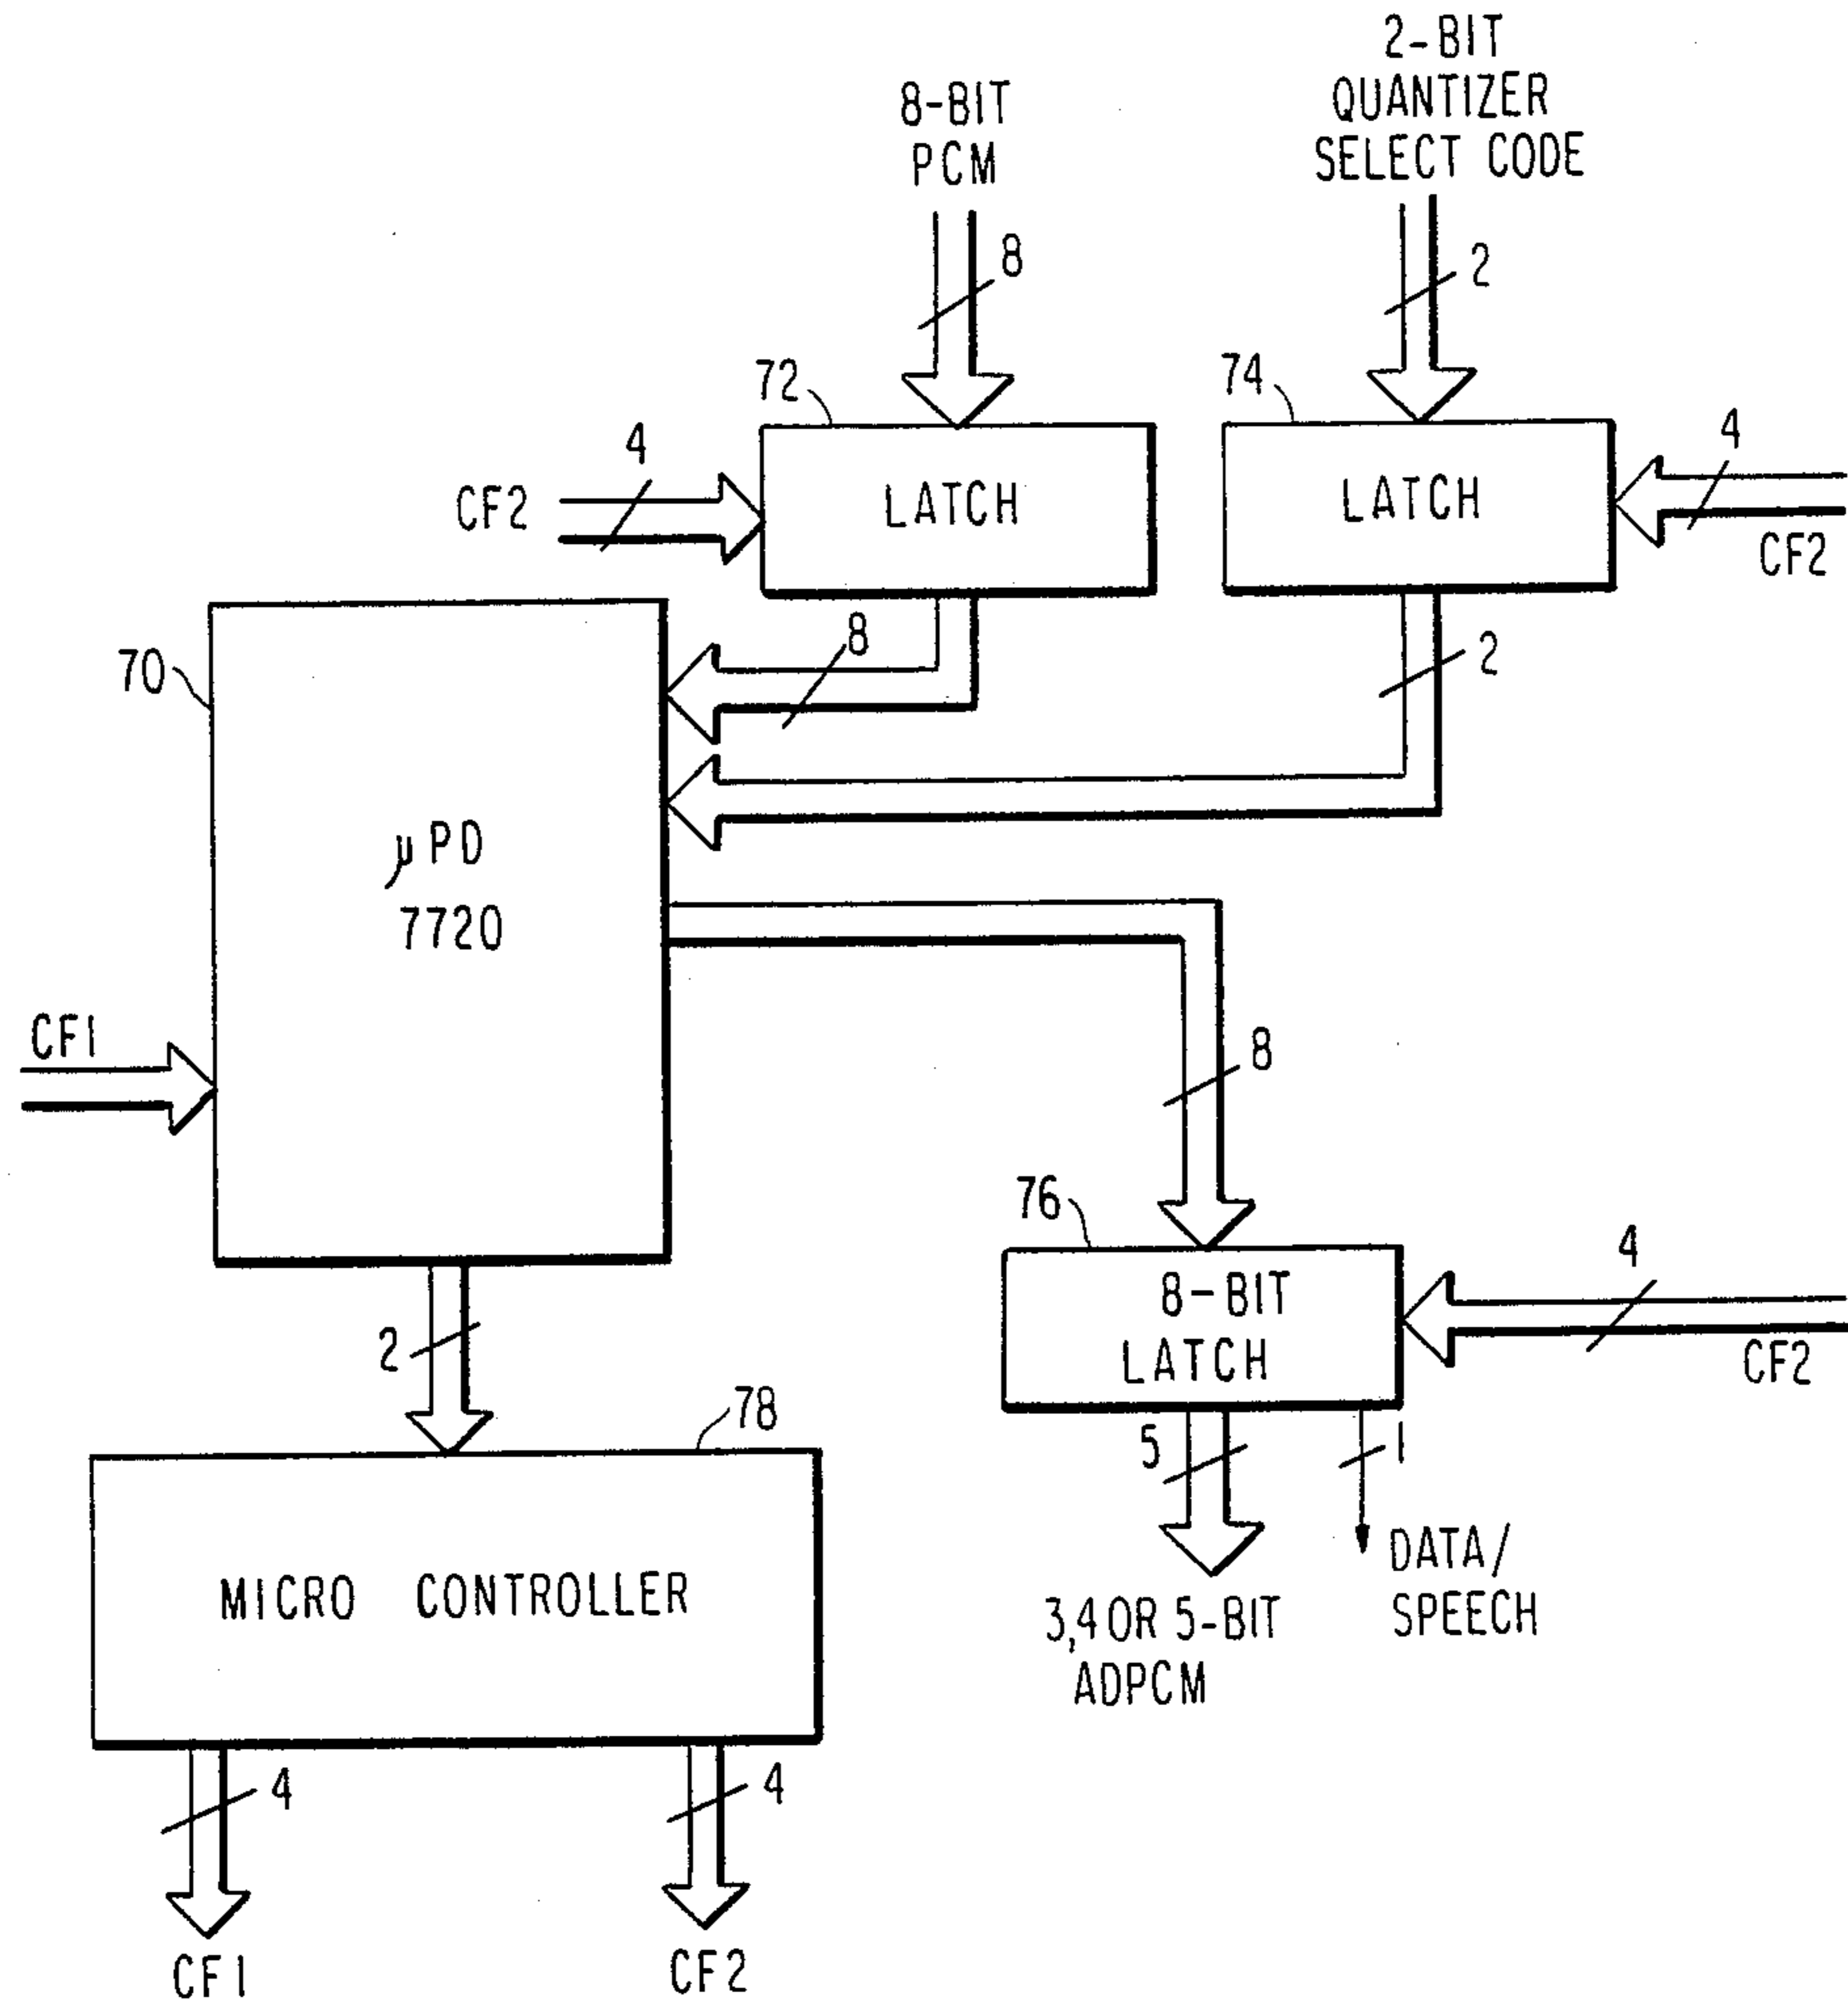 8-BIT
PCM
2-BIT
QUANTIZER
SELECT CODE
8
2
72
74
4
CF2
LATCH
LATCH
4
CF2
8
2
70
µPD
7720
CF1
8
76
8-BIT
LATCH
4
CF2
2
78
5
1
DATA/
SPEECH
MICRO CONTROLLER
3,4 OR 5-BIT
ADPCM
4
4
CF1
CF2